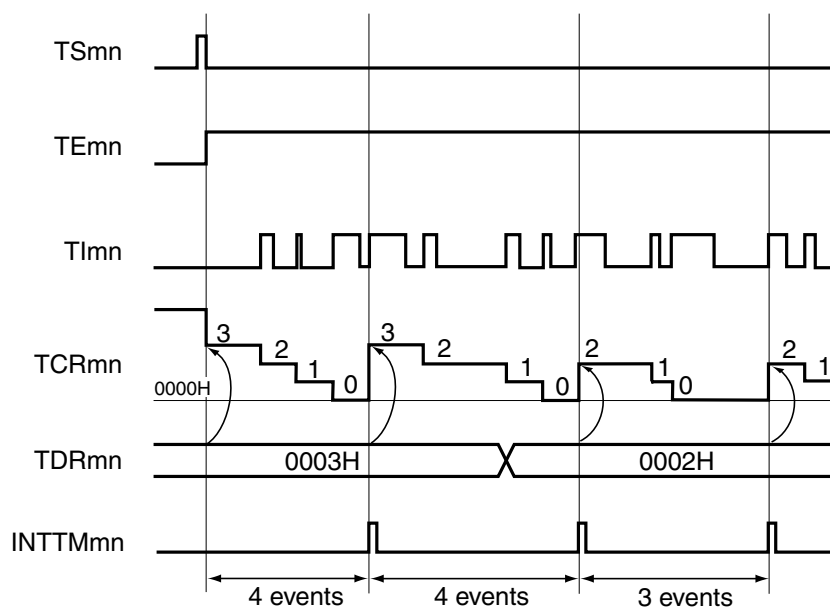 TSmn
TEmn
TImn
TCRmn
3
2
1
0
3
2
1
0
2
1
0
2
1
0000H
TDRmn
0003H
0002H
INTTMmn
4 events
4 events
3 events